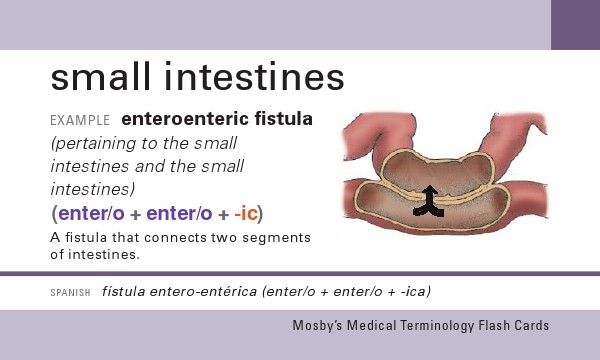 small intestines
EXAMPLE enteroenteric fistula
(pertaining to the small
intestines and the small
intestines)
(enter/o + enter/o + -ic)
A fistula that connects two segments
of intestines.
SPANISH fístula entero-entérica (enter/o + enter/o + -ica)
Mosby's Medical Terminology Flash Cards